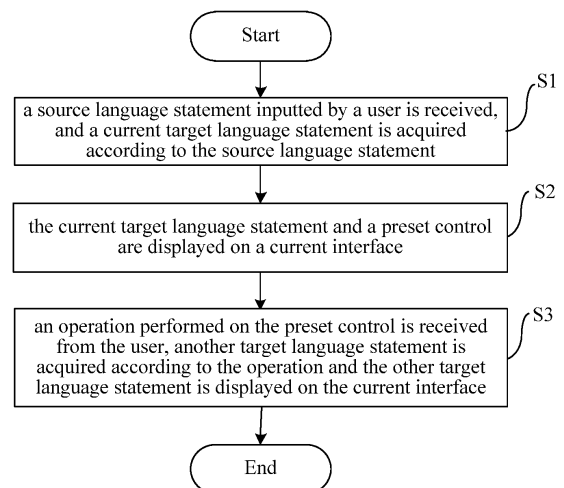 Start
S1
a source language statement inputted by a user is received,
and a current target language statement is acquired
according to the source language statement
S2
the current target language statement and a preset control
are displayed on a current interface
S3
an operation performed on the preset control is received
from the user, another target language statement is
acquired according to the operation and the other target
language statement is displayed on the current interface
End